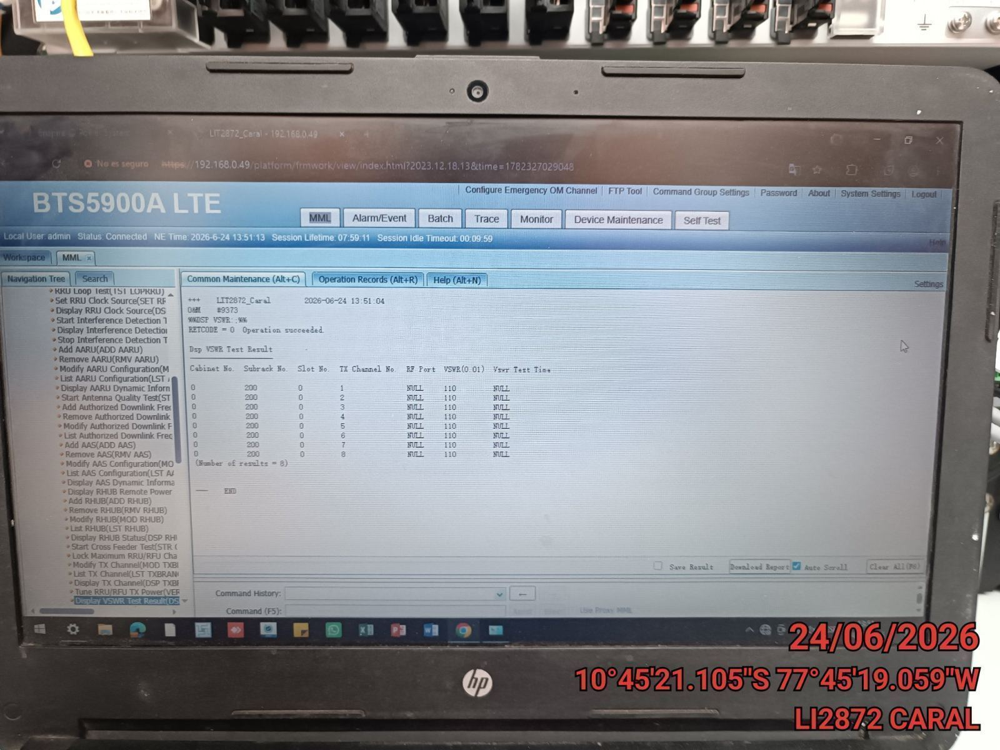 LIT2872_Caral - 192.168.0.49
No es seguro https://192.168.0.49/platform/frmwork/view/index.html?2023.12.18.13&time=1782327029048
Configure Emergency OM Channel FTP Tool Command Group Settings Password About System Settings Logout
BTS5900A LTE
MML Alarm/Event Batch Trace Monitor Device Maintenance Self Test
Local User: admin Status: Connected NE Time: 2026-6-24 13:51:13 Session Lifetime: 07:59:11 Session Idle Timeout: 00:09:59
Help
Workspace MML
Navigation Tree Search
Common Maintenance (Alt+C) Operation Records (Alt+R) Help (Alt+N)
Settings
RRU Loop Test(TST LOPRRU)
Set RRU Clock Source(SET RF
Display RRU Clock Source(DS
Start Interference Detection T
Display Interference Detectio
Stop Interference Detection T
Add AARU(ADD AARU)
Remove AARU(RMV AARU)
Modify AARU Configuration(M
List AARU Configuration(LST
Display AARU Dynamic Inforn
Start Antenna Quality Test(ST
Add Authorized Downlink Fred
Remove Authorized Downlink
Modify Authorized Downlink F
List Authorized Downlink Freq
Add AAS(ADD AAS)
Remove AAS(RMV AAS)
Modify AAS Configuration(MO
List AAS Configuration(LST AA
Display AAS Dynamic Informa
Display RHUB Remote Power
Add RHUB(ADD RHUB)
Remove RHUB(RMV RHUB)
Modify RHUB(MOD RHUB)
List RHUB(LST RHUB)
Display RHUB Status(DSP RH
Start Cross Feeder Test(STR C
Lock Maximum RRU/RFU Cha
Modify TX Channel(MOD TXBI
List TX Channel(LST TXBRAN
Display TX Channel(DSP TXBF
Tune RRU/RFU TX Power(VER
Display VSWR Test Result(DS
+++ LIT2872_Caral 2026-06-24 13:51:04
O&M #9373
%%DSP VSWR:;%%
RETCODE = 0 Operation succeeded.
Dsp VSWR Test Result
Cabinet No. Subrack No. Slot No. TX Channel No. RF Port VSWR(0.01) Vswr Test Time
0 200 0 1 NULL 110 NULL
0 200 0 2 NULL 110 NULL
0 200 0 3 NULL 110 NULL
0 200 0 4 NULL 110 NULL
0 200 0 5 NULL 110 NULL
0 200 0 6 NULL 110 NULL
0 200 0 7 NULL 110 NULL
0 200 0 8 NULL 110 NULL
(Number of results = 8)
--- END
Save Result Download Report Auto Scroll Clear All(F8)
Command History:
Command (F5): Use Proxy MML
hp
24/06/2026
10°45'21.105"S 77°45'19.059"W
LI2872 CARAL